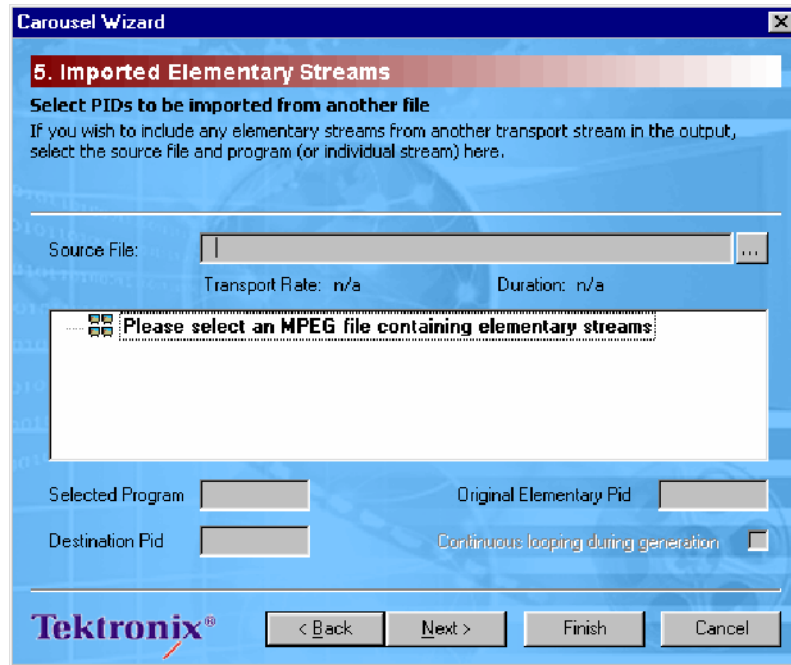 Carousel Wizard
5. Imported Elementary Streams
Select PIDs to be imported from another file
If you wish to include any elementary streams from another transport stream in the output,
select the source file and program (or individual stream) here.
Source File:
...
Transport Rate: n/a Duration: n/a
Please select an MPEG file containing elementary streams
Selected Program Original Elementary Pid
Destination Pid Continuous looping during generation
Tektronix® < Back Next > Finish Cancel